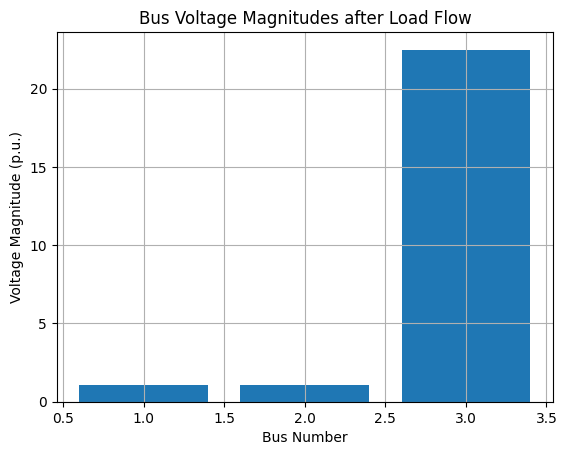 Bus Voltage Magnitudes after Load Flow
Voltage Magnitude (p.u.)
20
15
10
5
0
0.5 1.0 1.5 2.0 2.5 3.0 3.5
Bus Number